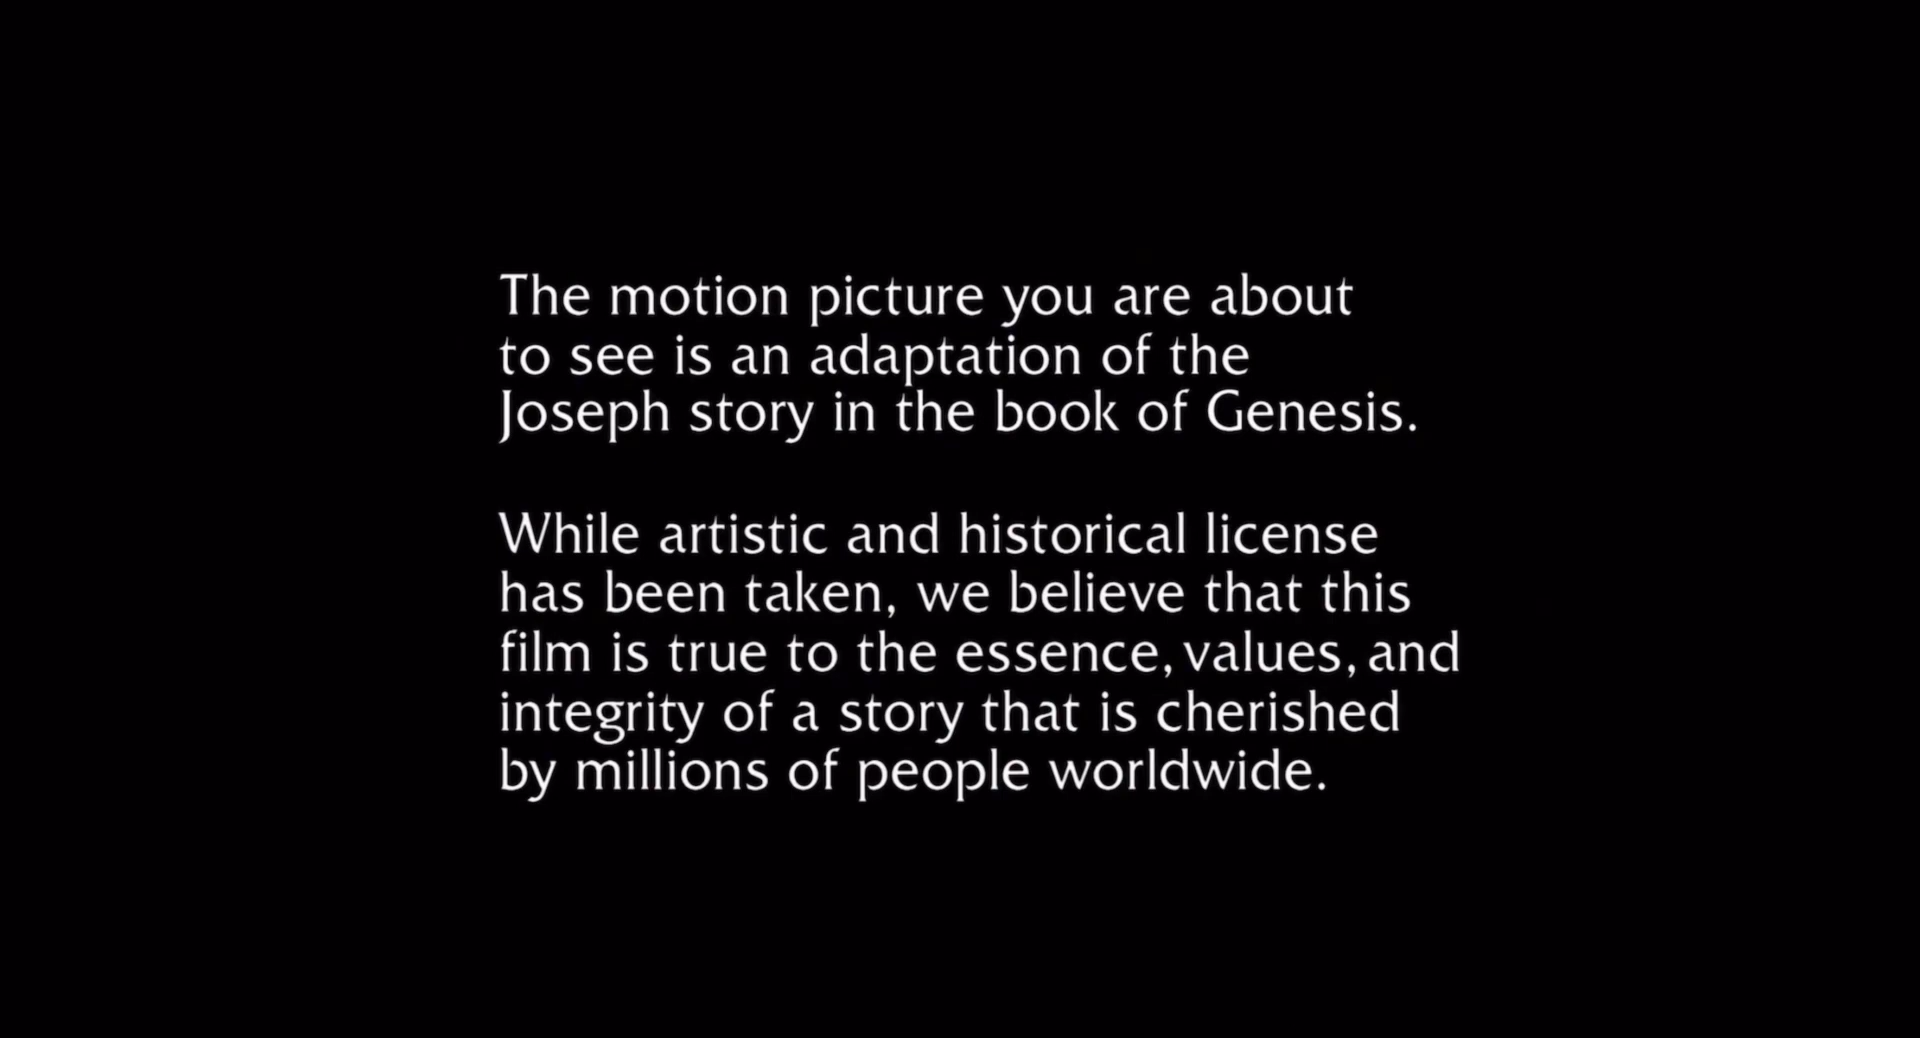 The motion picture you are about
to see is an adaptation of the
Joseph story in the book of Genesis.
While artistic and historical license
has been taken, we believe that this
film is true to the essence, values, and
integrity of a story that is cherished
by millions of people worldwide.